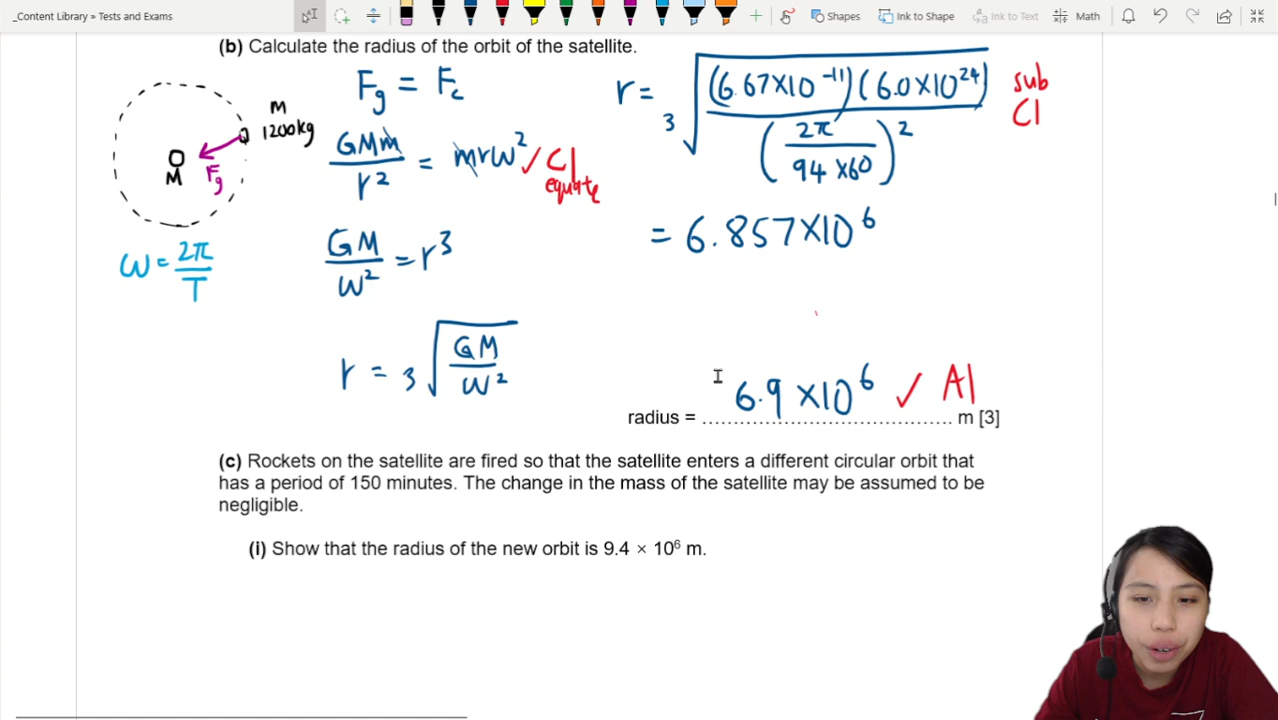 _Content Library » Tests and Exams
Shapes
Ink to Shape
Ink to Text
Math
(b) Calculate the radius of the orbit of the satellite.
M
1200kg
M
Fg
ω = 2π/T
Fg = Fc
GMm/r² = mrω² ✓ C1
equate
GM/ω² = r³
r = ³√(GM/ω²)
r = ³√((6.67×10⁻¹¹)(6.0×10²⁴)/(2π/94×60)²)
sub
C1
= 6.857×10⁶
radius = 6.9×10⁶ ✓ A1 m [3]
(c) Rockets on the satellite are fired so that the satellite enters a different circular orbit that
has a period of 150 minutes. The change in the mass of the satellite may be assumed to be
negligible.
(i) Show that the radius of the new orbit is 9.4 × 10⁶ m.